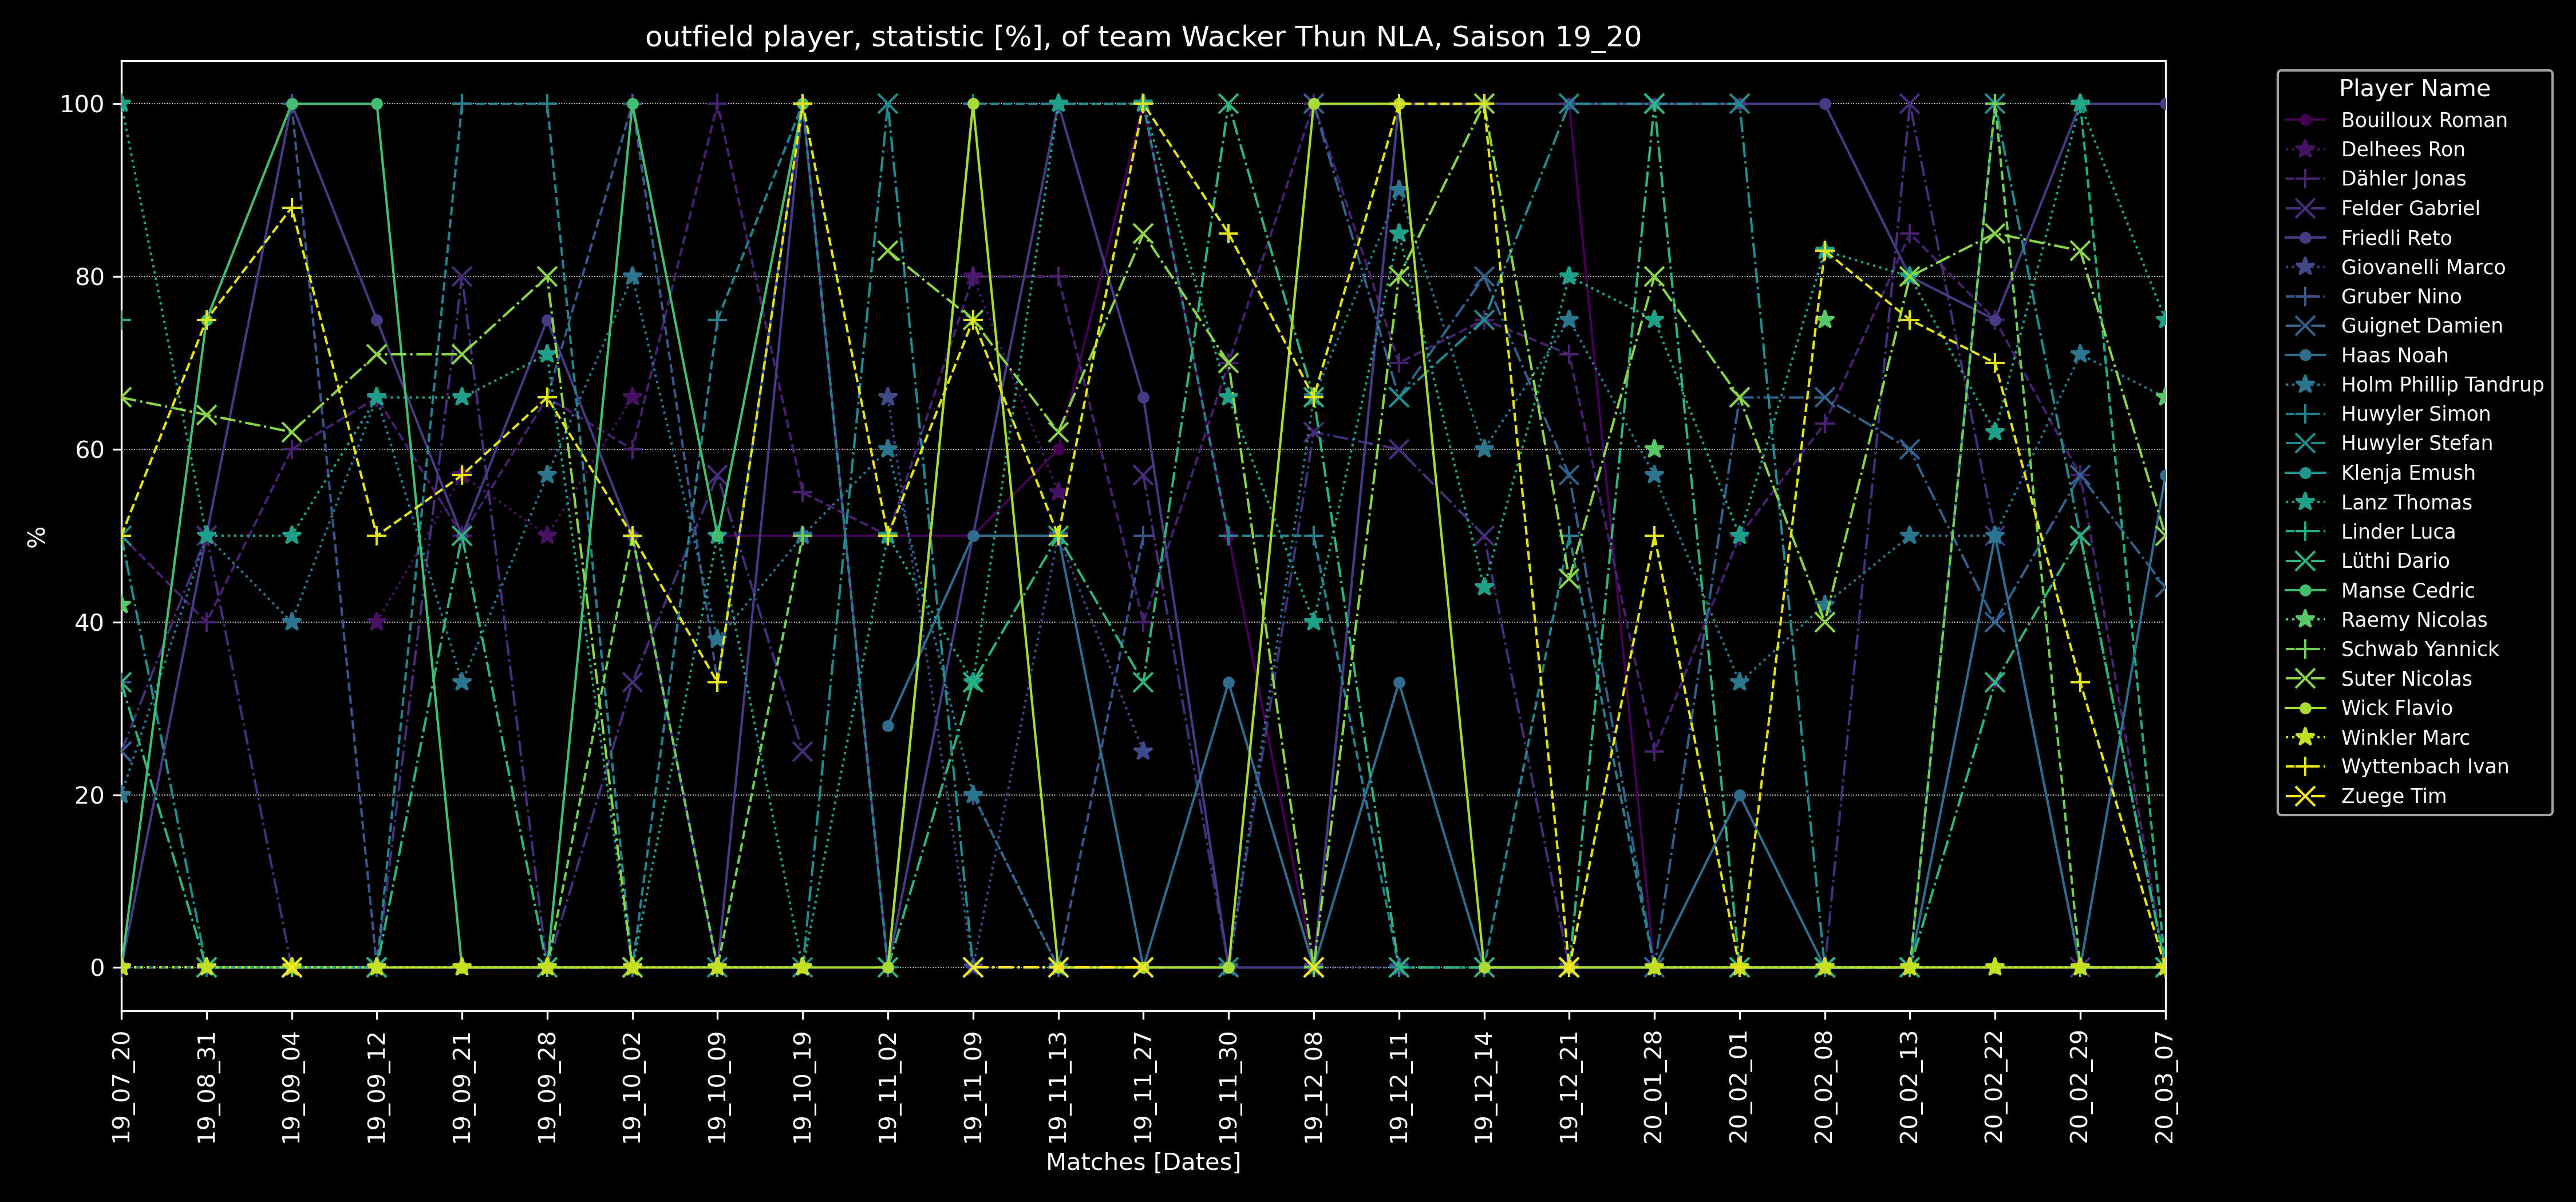 outfield player, statistic [%], of team Wacker Thun NLA, Saison 19_20
%
100
80
60
40
20
0
19_07_20
19_08_31
19_09_04
19_09_12
19_09_21
19_09_28
19_10_02
19_10_09
19_10_19
19_11_02
19_11_09
19_11_13
19_11_27
19_11_30
19_12_08
19_12_11
19_12_14
19_12_21
20_01_28
20_02_01
20_02_08
20_02_13
20_02_22
20_02_29
20_03_07
Matches [Dates]
Player Name
Bouilloux Roman
Delhees Ron
Dähler Jonas
Felder Gabriel
Friedli Reto
Giovanelli Marco
Gruber Nino
Guignet Damien
Haas Noah
Holm Phillip Tandrup
Huwyler Simon
Huwyler Stefan
Klenja Emush
Lanz Thomas
Linder Luca
Lüthi Dario
Manse Cedric
Raemy Nicolas
Schwab Yannick
Suter Nicolas
Wick Flavio
Winkler Marc
Wyttenbach Ivan
Zuege Tim